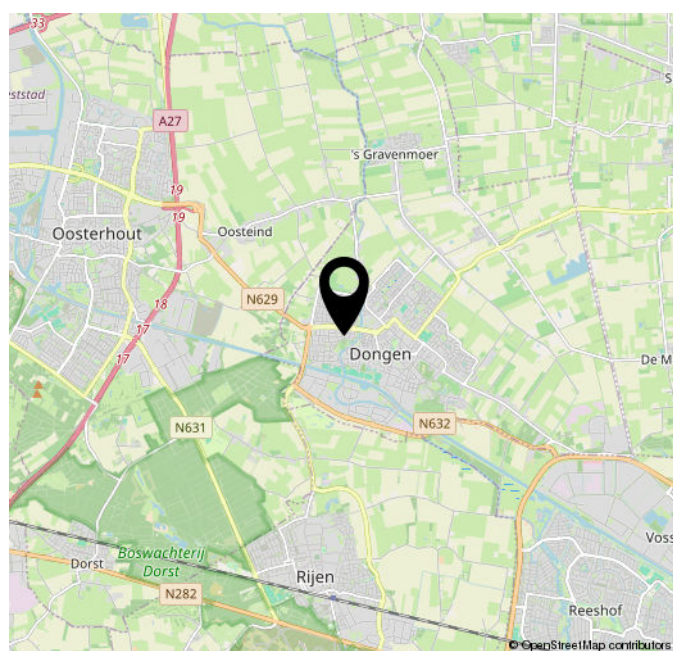 33
eeststad
A27
's Gravenmoer
S
19
19
Oosterhout
Oosteind
N629
18
17
17
Dongen
De M
N631
N632
Boswachterij
Dorst
Dorst
Rijen
Voss
N282
Reeshof
© OpenStreetMap contributors